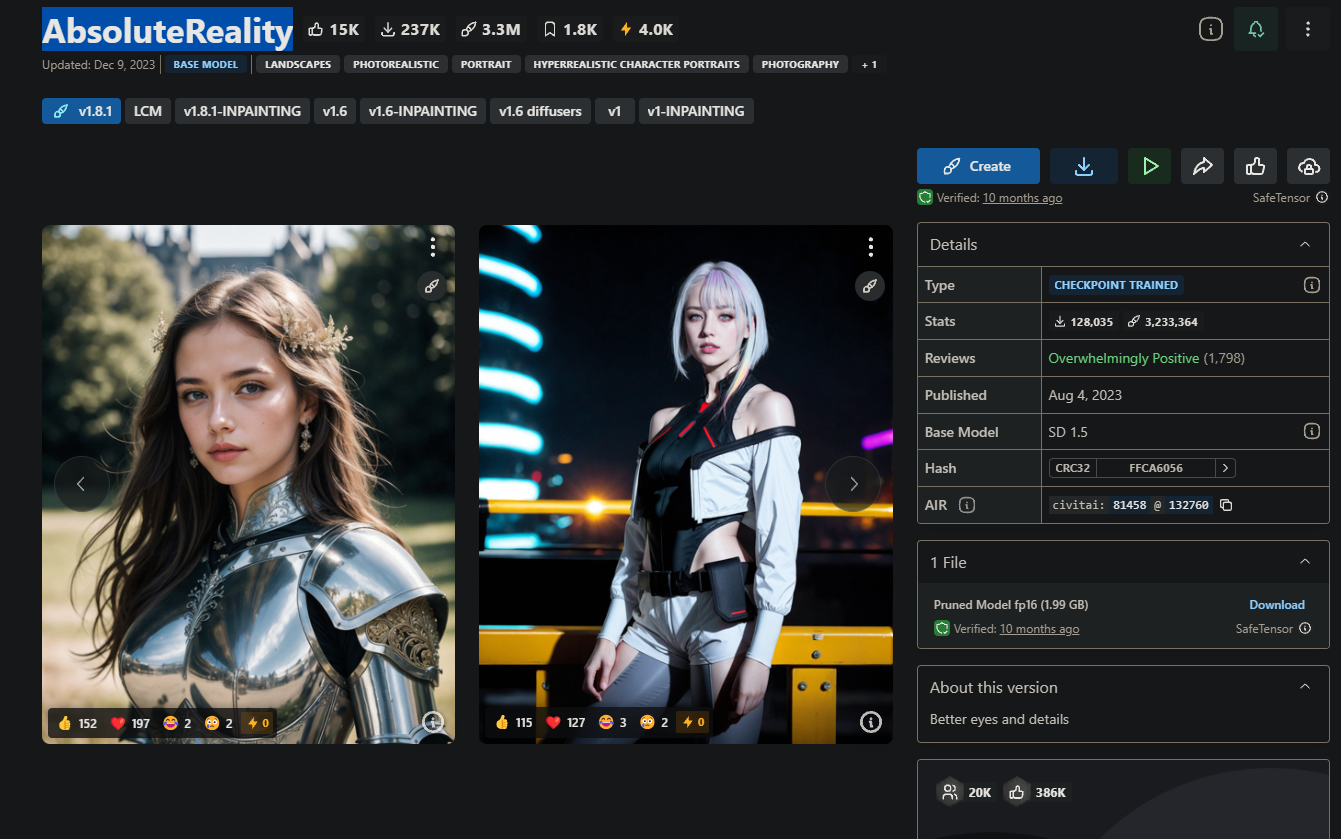 AbsoluteReality 15K 237K 3.3M 1.8K 4.0K
Updated: Dec 9, 2023 BASE MODEL LANDSCAPES PHOTOREALISTIC PORTRAIT HYPERREALISTIC CHARACTER PORTRAITS PHOTOGRAPHY + 1
v1.8.1 LCM v1.8.1-INPAINTING v1.6 v1.6-INPAINTING v1.6 diffusers v1 v1-INPAINTING
Create
Verified: 10 months ago SafeTensor
Details
Type CHECKPOINT TRAINED
Stats 128,035 3,233,364
Reviews Overwhelmingly Positive (1,798)
Published Aug 4, 2023
Base Model SD 1.5
Hash CRC32 FFCA6056
AIR civitai: 81458 @ 132760
1 File
Pruned Model fp16 (1.99 GB) Download
Verified: 10 months ago SafeTensor
About this version
Better eyes and details
152 197 2 2 0
115 127 3 2 0
20K 386K